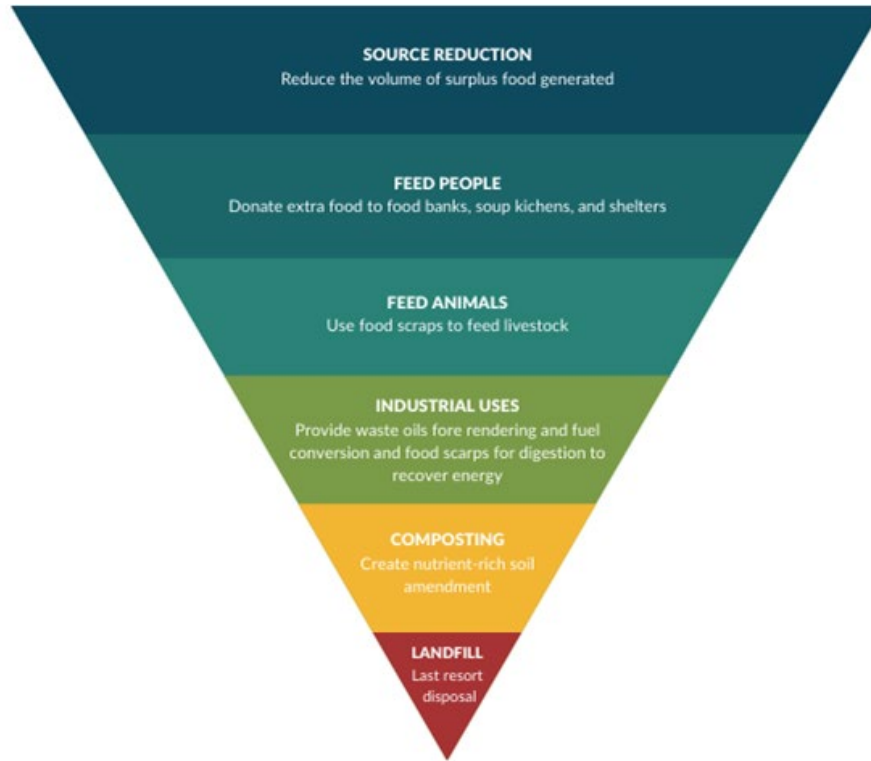 SOURCE REDUCTION
Reduce the volume of surplus food generated
FEED PEOPLE
Donate extra food to food banks, soup kichens, and shelters
FEED ANIMALS
Use food scraps to feed livestock
INDUSTRIAL USES
Provide waste oils fore rendering and fuel
conversion and food scarps for digestion to
recover energy
COMPOSTING
Create nutrient-rich soil
amendment
LANDFILL
Last resort
disposal